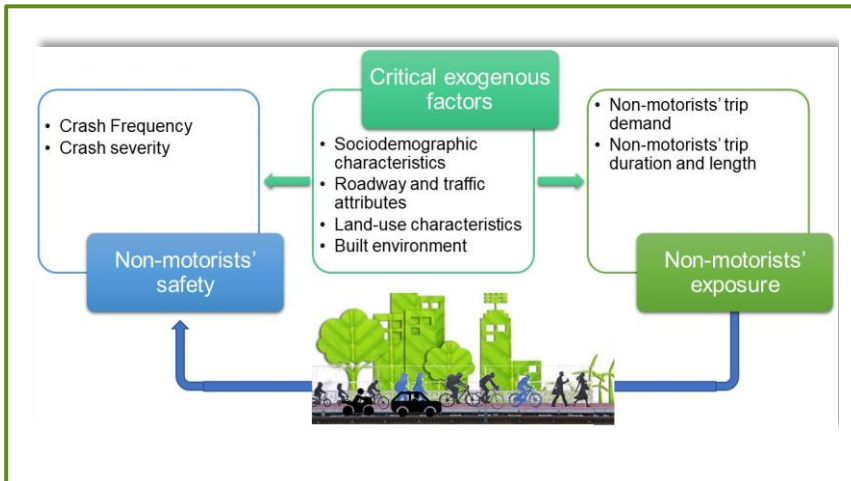 Critical exogenous
factors
• Crash Frequency
• Crash severity
Non-motorists’
safety
• Sociodemographic
characteristics
• Roadway and traffic
attributes
• Land-use characteristics
• Built environment
• Non-motorists’ trip
demand
• Non-motorists’ trip
duration and length
Non-motorists’
exposure